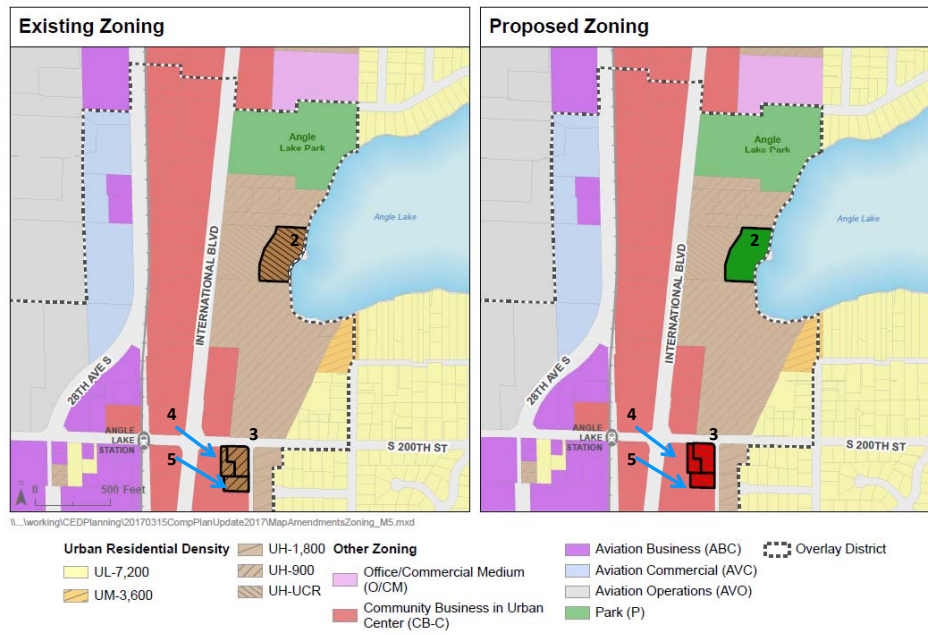 Existing Zoning
Angle
Lake Park
Angle Lake
2
INTERNATIONAL BLVD
28TH AVE S
4
3
ANGLE
LAKE
STATION
5
S 200TH ST
0 500 Feet
Proposed Zoning
Angle
Lake Park
Angle Lake
2
INTERNATIONAL BLVD
28TH AVE S
4
3
ANGLE
LAKE
STATION
5
S 200TH ST
\\...\working\CEDPlanning\20170315CompPlanUpdate2017\MapAmendmentsZoning_M5.mxd
Urban Residential Density
UL-7,200
UM-3,600
UH-1,800
UH-900
UH-UCR
Other Zoning
Office/Commercial Medium
(O/CM)
Community Business in Urban
Center (CB-C)
Aviation Business (ABC)
Aviation Commercial (AVC)
Aviation Operations (AVO)
Park (P)
Overlay District